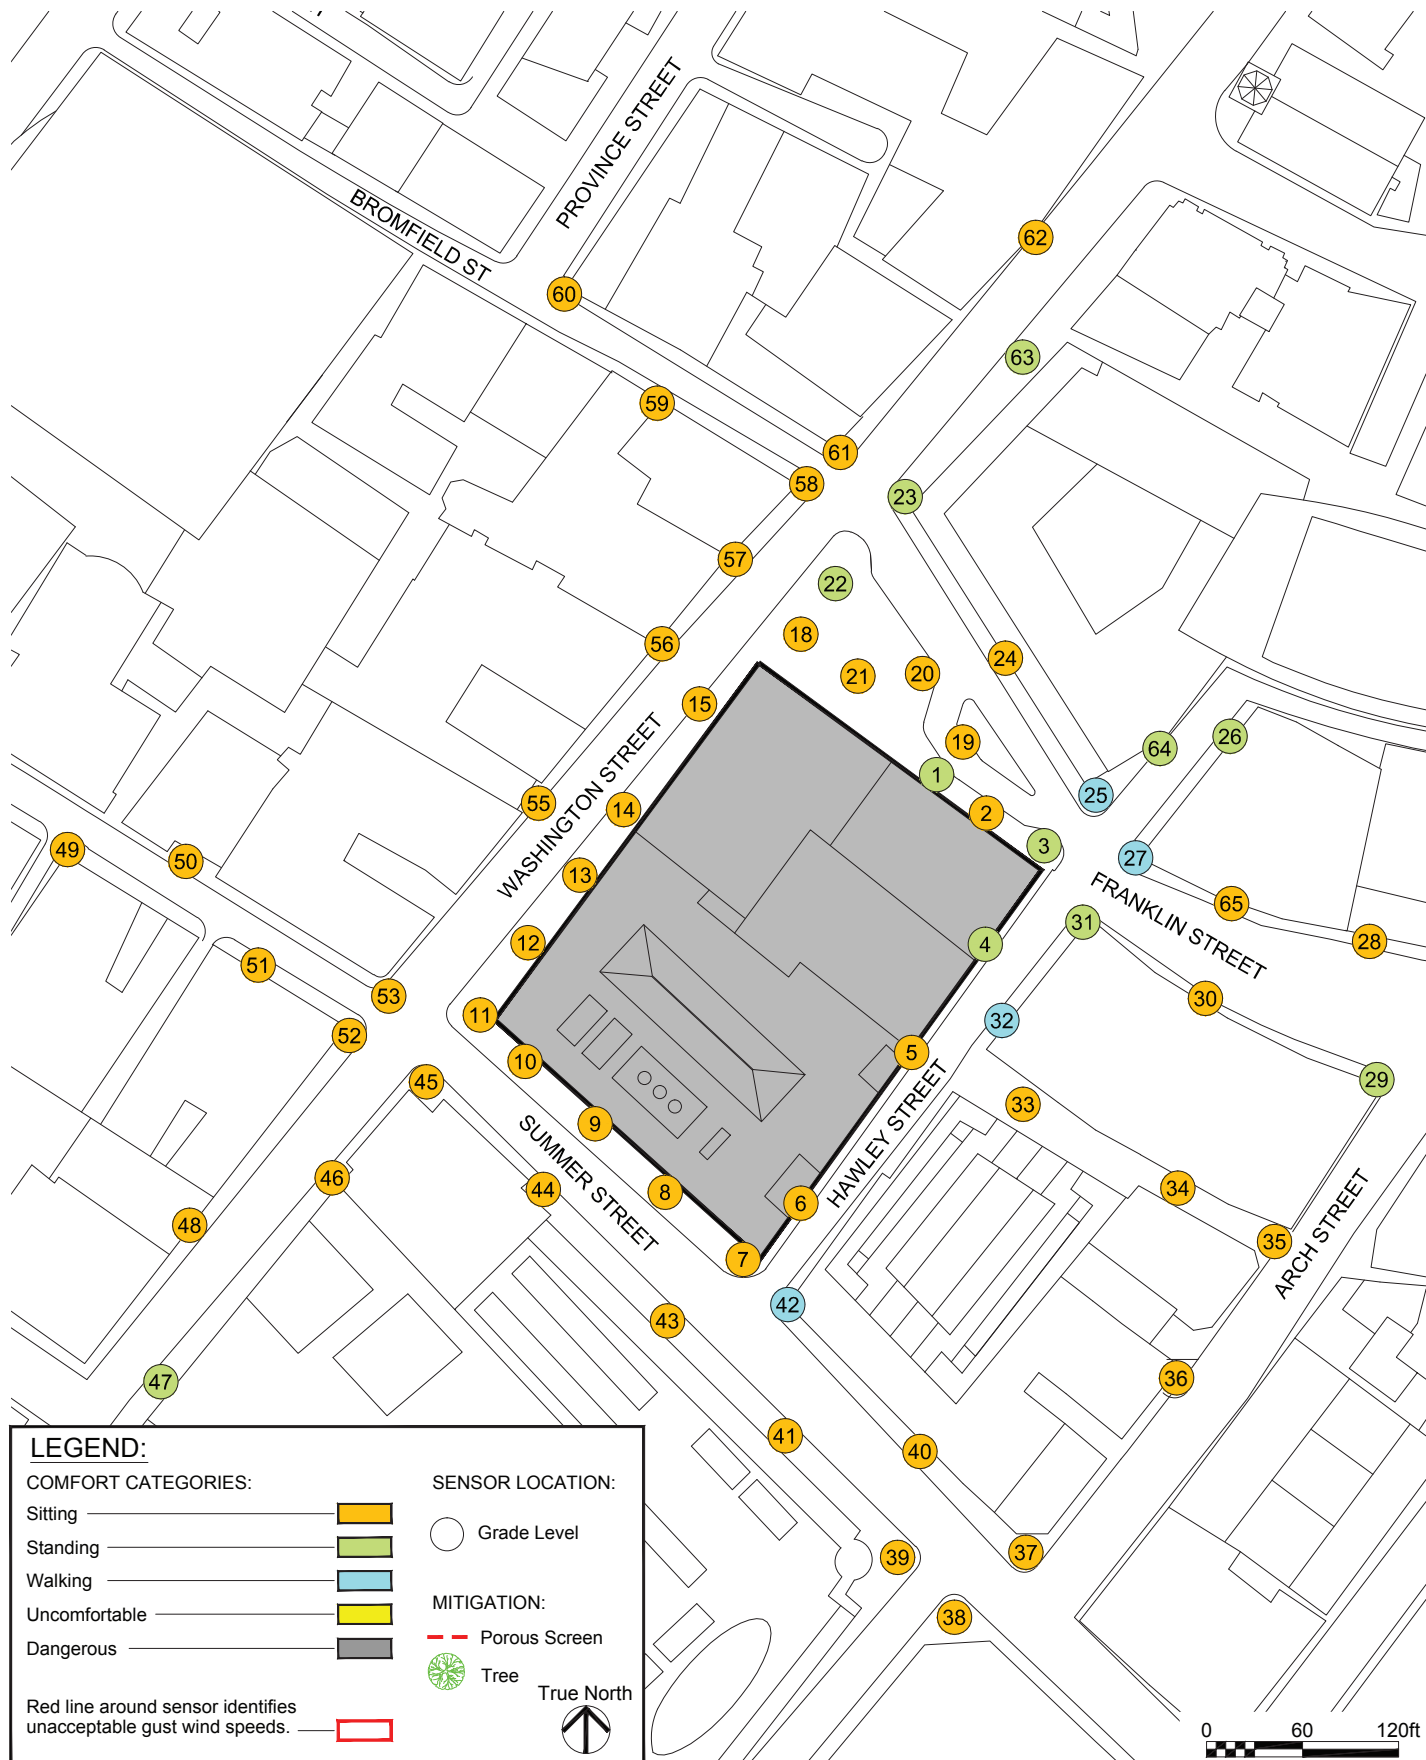 PROVINCE STREET
BROMFIELD ST
62
60
63
59
61
58
23
57
22
18
56
24
21
20
15
19
64
26
1
25
55
14
2
WASHINGTON STREET
3
27
49
50
13
FRANKLIN STREET
65
31
28
12
4
51
53
30
11
32
52
10
5
45
29
33
9
SUMMER STREET
HAWLEY STREET
46
44
8
6
34
48
35
7
ARCH STREET
42
43
47
36
41
40
39
37
38
LEGEND:
COMFORT CATEGORIES:
Sitting
Standing
Walking
Uncomfortable
Dangerous
Red line around sensor identifies
unacceptable gust wind speeds.
SENSOR LOCATION:
Grade Level
MITIGATION:
Porous Screen
Tree
True North
0 60 120ft